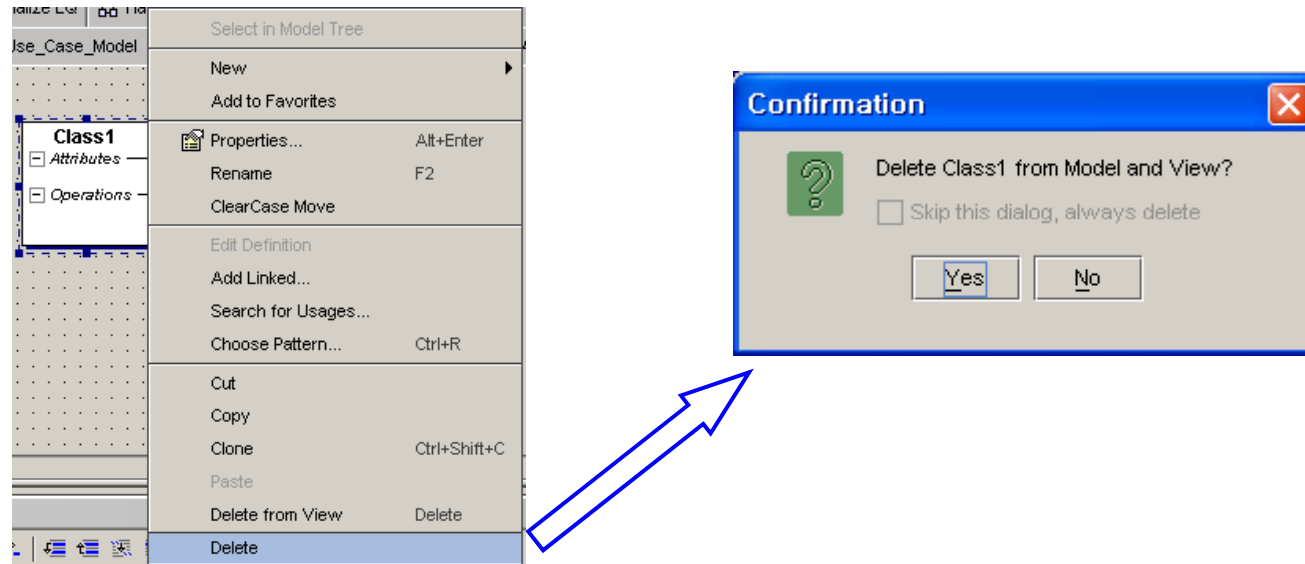 Select in Model Tree
Use_Case_Model
New
Add to Favorites
Class1
Attributes
Operations
Properties... Alt+Enter
Rename F2
ClearCase Move
Edit Definition
Add Linked...
Search for Usages...
Choose Pattern... Ctrl+R
Cut
Copy
Clone Ctrl+Shift+C
Paste
Delete from View Delete
Delete
Confirmation
Delete Class1 from Model and View?
Skip this dialog, always delete
Yes No